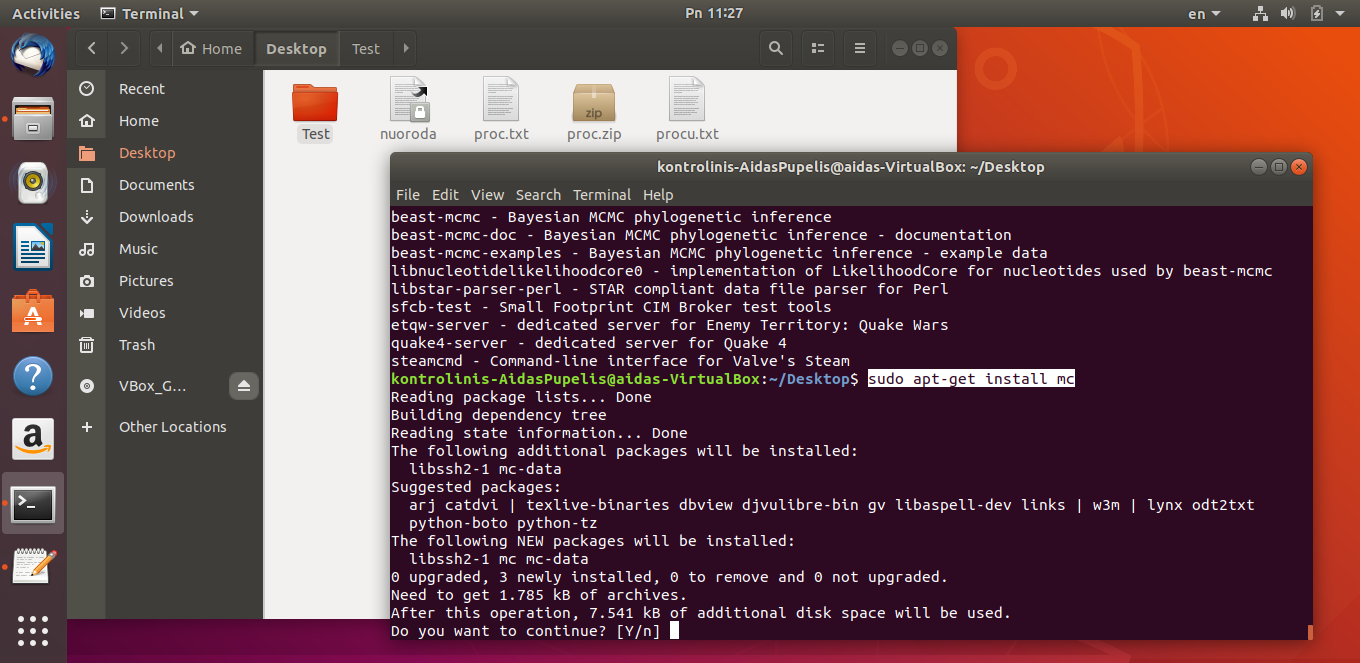 Activities Terminal Pn 11:27 en
Home Desktop Test
Recent
Home
Desktop
Documents
Downloads
Music
Pictures
Videos
Trash
VBox_G…
Other Locations
Test nuoroda proc.txt proc.zip procu.txt
zip
kontrolinis-AidasPupelis@aidas-VirtualBox: ~/Desktop
File Edit View Search Terminal Help
beast-mcmc - Bayesian MCMC phylogenetic inference
beast-mcmc-doc - Bayesian MCMC phylogenetic inference - documentation
beast-mcmc-examples - Bayesian MCMC phylogenetic inference - example data
libnucleotidelikelihoodcore0 - implementation of LikelihoodCore for nucleotides used by beast-mcmc
libstar-parser-perl - STAR compliant data file parser for Perl
sfcb-test - Small Footprint CIM Broker test tools
etqw-server - dedicated server for Enemy Territory: Quake Wars
quake4-server - dedicated server for Quake 4
steamcmd - Command-line interface for Valve's Steam
kontrolinis-AidasPupelis@aidas-VirtualBox:~/Desktop$ sudo apt-get install mc
Reading package lists... Done
Building dependency tree
Reading state information... Done
The following additional packages will be installed:
libssh2-1 mc-data
Suggested packages:
arj catdvi | texlive-binaries dbview djvulibre-bin gv libaspell-dev links | w3m | lynx odt2txt
python-boto python-tz
The following NEW packages will be installed:
libssh2-1 mc mc-data
0 upgraded, 3 newly installed, 0 to remove and 0 not upgraded.
Need to get 1.785 kB of archives.
After this operation, 7.541 kB of additional disk space will be used.
Do you want to continue? [Y/n]